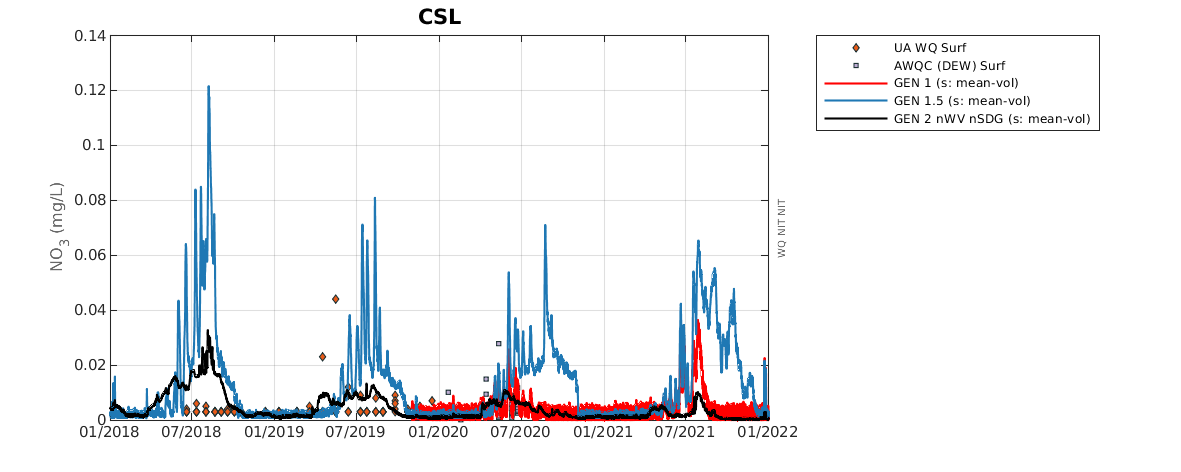 CSL
0.14
0.12
0.1
0.08
0.06
0.04
0.02
0
NO3 (mg/L)
01/2018
07/2018
01/2019
07/2019
01/2020
07/2020
01/2021
07/2021
01/2022
WQ NIT NIT
UA WQ Surf
AWQC (DEW) Surf
GEN 1 (s: mean-vol)
GEN 1.5 (s: mean-vol)
GEN 2 nWV nSDG (s: mean-vol)